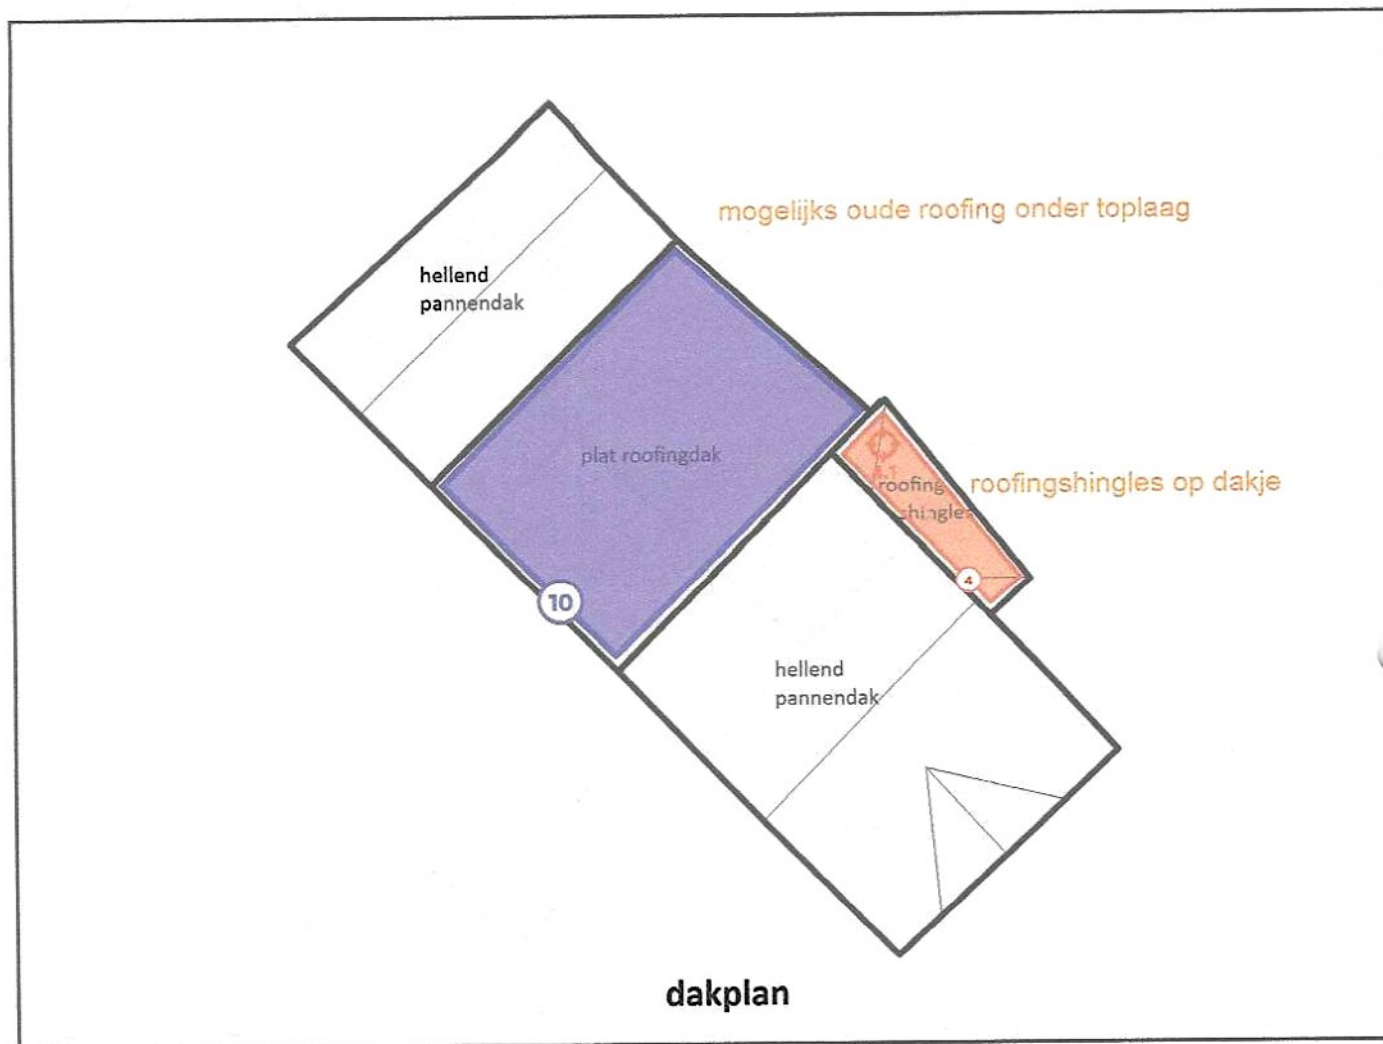 mogelijks oude roofing onder toplaag
hellend
pannendak
plat roofingdak
A.1
roofing
shingles
roofingshingles op dakje
4
10
hellend
pannendak
dakplan